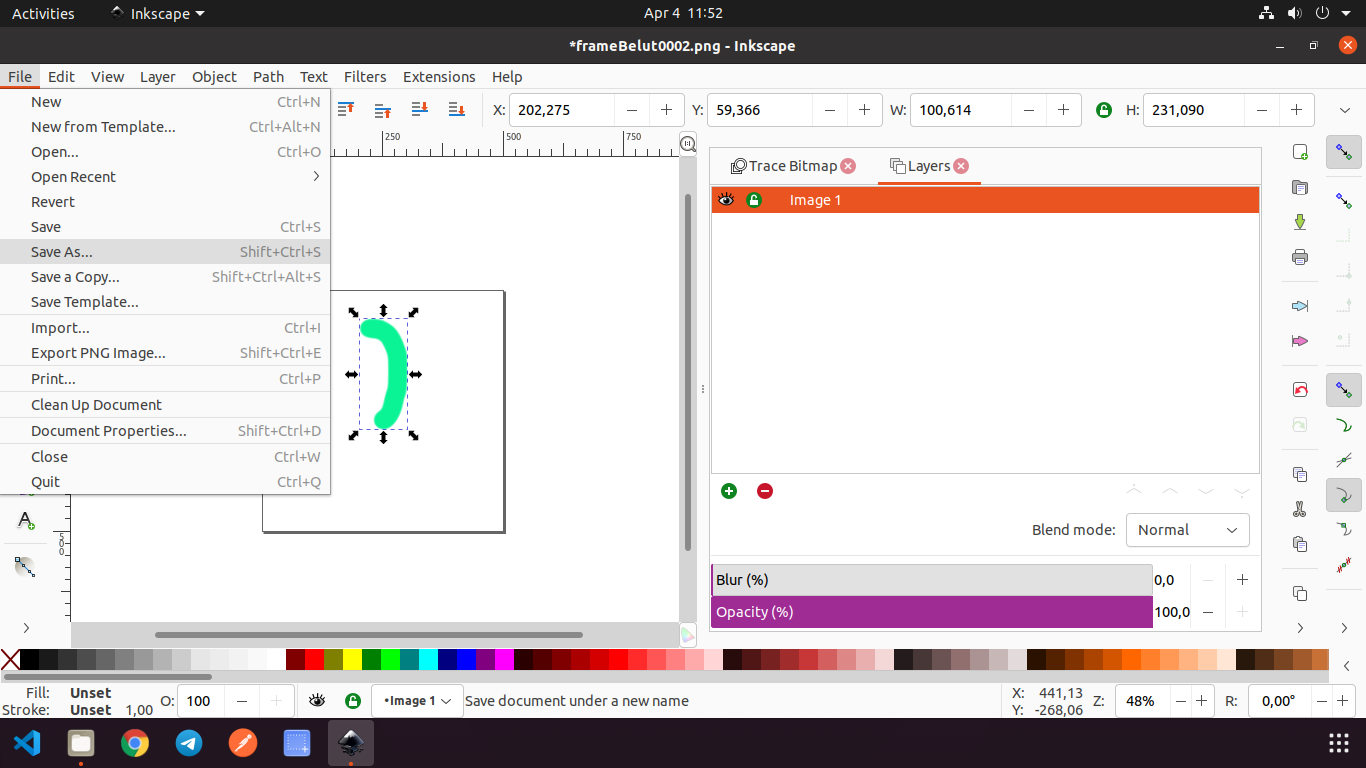 Activities Inkscape Apr 4 11:52
*frameBelut0002.png - Inkscape
File Edit View Layer Object Path Text Filters Extensions Help
New Ctrl+N
New from Template... Ctrl+Alt+N
Open... Ctrl+O
Open Recent
Revert
Save Ctrl+S
Save As... Shift+Ctrl+S
Save a Copy... Shift+Ctrl+Alt+S
Save Template...
Import... Ctrl+I
Export PNG Image... Shift+Ctrl+E
Print... Ctrl+P
Clean Up Document
Document Properties... Shift+Ctrl+D
Close Ctrl+W
Quit Ctrl+Q
X: 202,275 Y: 59,366 W: 100,614 H: 231,090
250 500 750
500
Trace Bitmap Layers
Image 1
Blend mode: Normal
Blur (%) 0,0
Opacity (%) 100,0
Fill: Unset
Stroke: Unset 1,00
O: 100
•Image 1
Save document under a new name
X: 441,13
Y: -268,06
Z: 48%
R: 0,00°